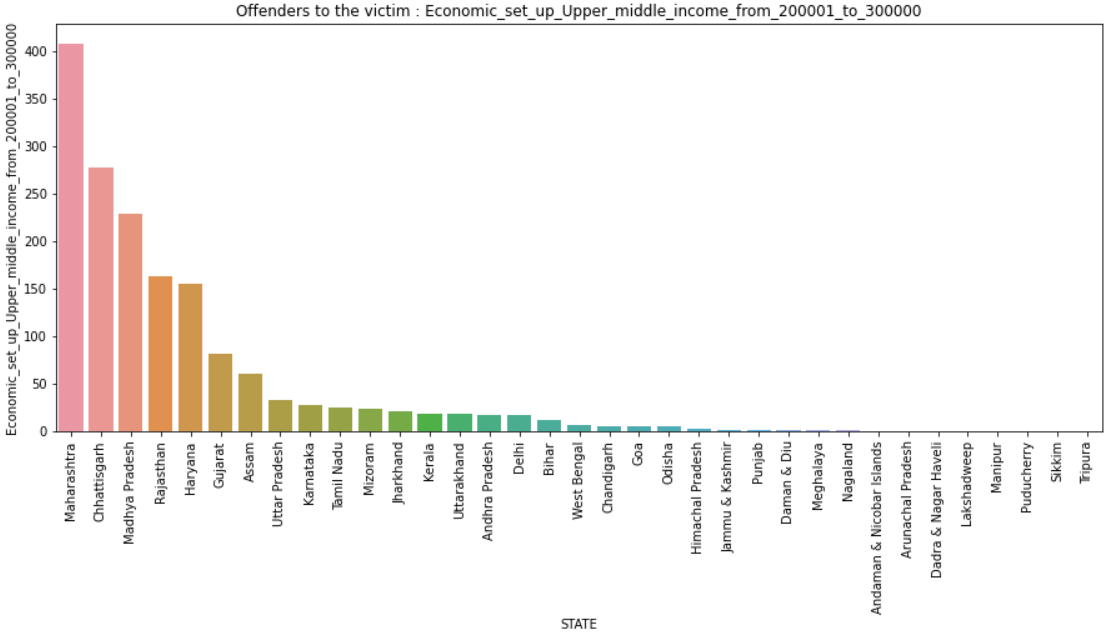 Offenders to the victim : Economic_set_up_Upper_middle_income_from_200001_to_300000
Economic_set_up_Upper_middle_income_from_200001_to_300000
400
350
300
250
200
150
100
50
0
Maharashtra
Chhattisgarh
Madhya Pradesh
Rajasthan
Haryana
Gujarat
Assam
Uttar Pradesh
Karnataka
Tamil Nadu
Mizoram
Jharkhand
Kerala
Uttarakhand
Andhra Pradesh
Delhi
Bihar
West Bengal
Chandigarh
Goa
Odisha
Himachal Pradesh
Jammu & Kashmir
Punjab
Daman & Diu
Meghalaya
Nagaland
Andaman & Nicobar Islands
Arunachal Pradesh
Dadra & Nagar Haveli
Lakshadweep
Manipur
Puducherry
Sikkim
Tripura
STATE